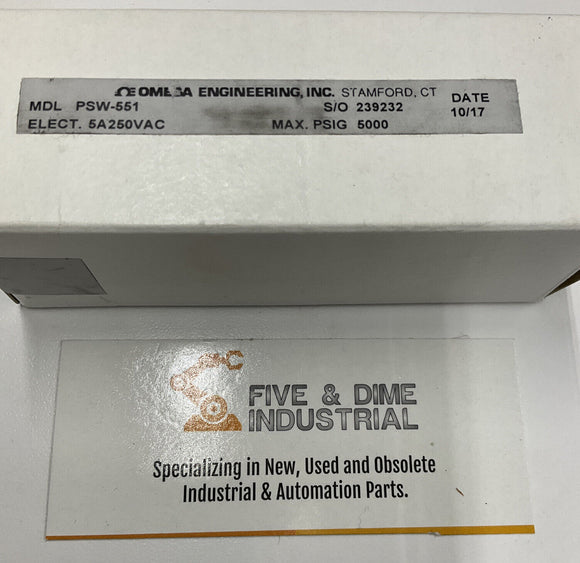 ΩE OMEGA ENGINEERING, INC. STAMFORD, CT
MDL PSW-551 S/O 239232 DATE
ELECT. 5A250VAC MAX. PSIG 5000 10/17
FIVE & DIME
INDUSTRIAL
Specializing in New, Used and Obsolete
Industrial & Automation Parts.